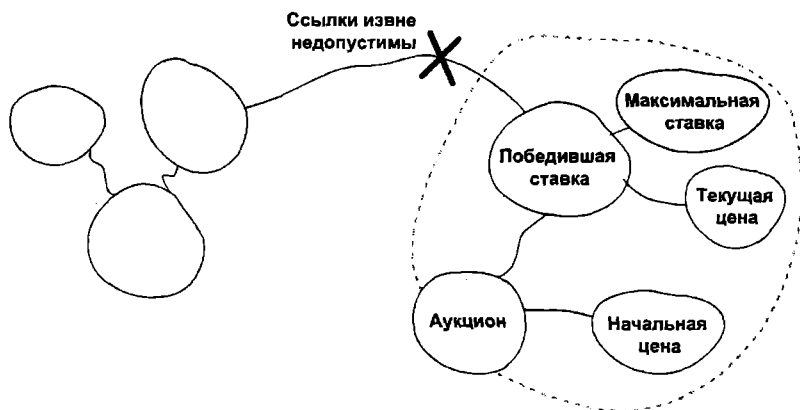 Ссылки извне
недопустимы
Максимальная
ставка
Победившая
ставка
Текущая
цена
Аукцион
Начальная
цена